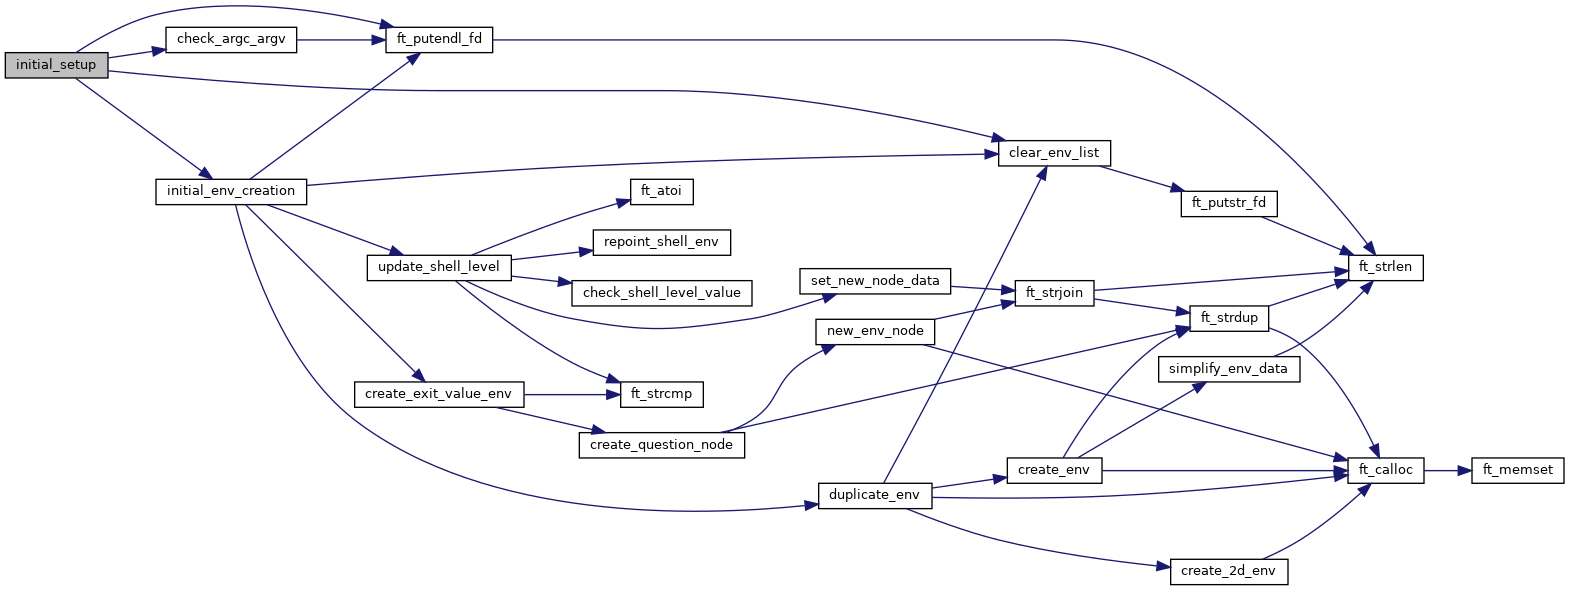 initial_setup
check_argc_argv
ft_putendl_fd
clear_env_list
initial_env_creation
ft_atoi
ft_putstr_fd
repoint_shell_env
update_shell_level
ft_strlen
set_new_node_data
check_shell_level_value
ft_strjoin
ft_strdup
new_env_node
simplify_env_data
create_exit_value_env
ft_strcmp
create_question_node
create_env
ft_calloc
ft_memset
duplicate_env
create_2d_env